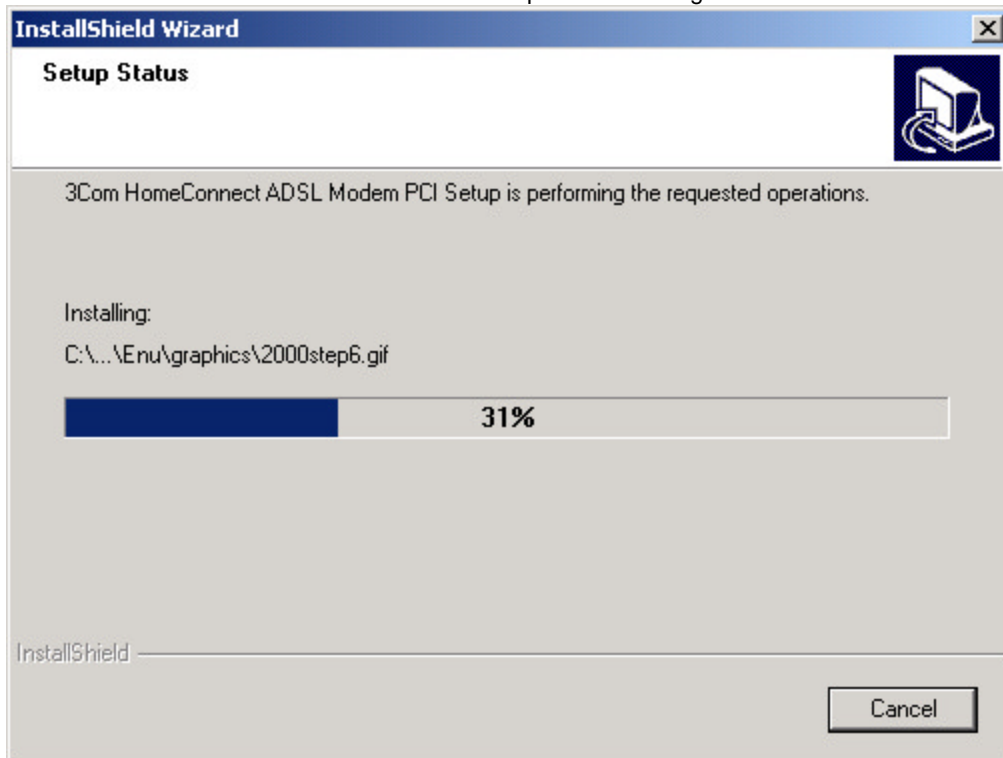 InstallShield Wizard
Setup Status
3Com HomeConnect ADSL Modem PCI Setup is performing the requested operations.
Installing:
C:\...\Enu\graphics\2000step6.gif
31%
InstallShield
Cancel